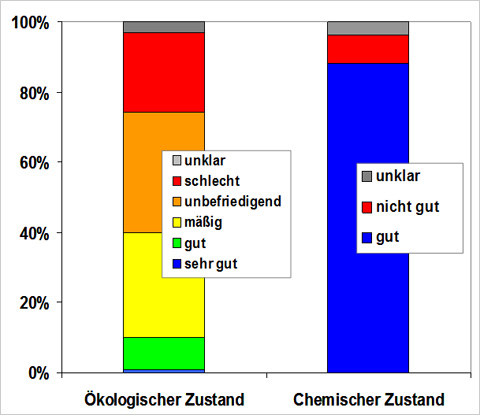 100%
80%
60%
40%
20%
0%
unklar
schlecht
unbefriedigend
mäßig
gut
sehr gut
unklar
nicht gut
gut
Ökologischer Zustand
Chemischer Zustand